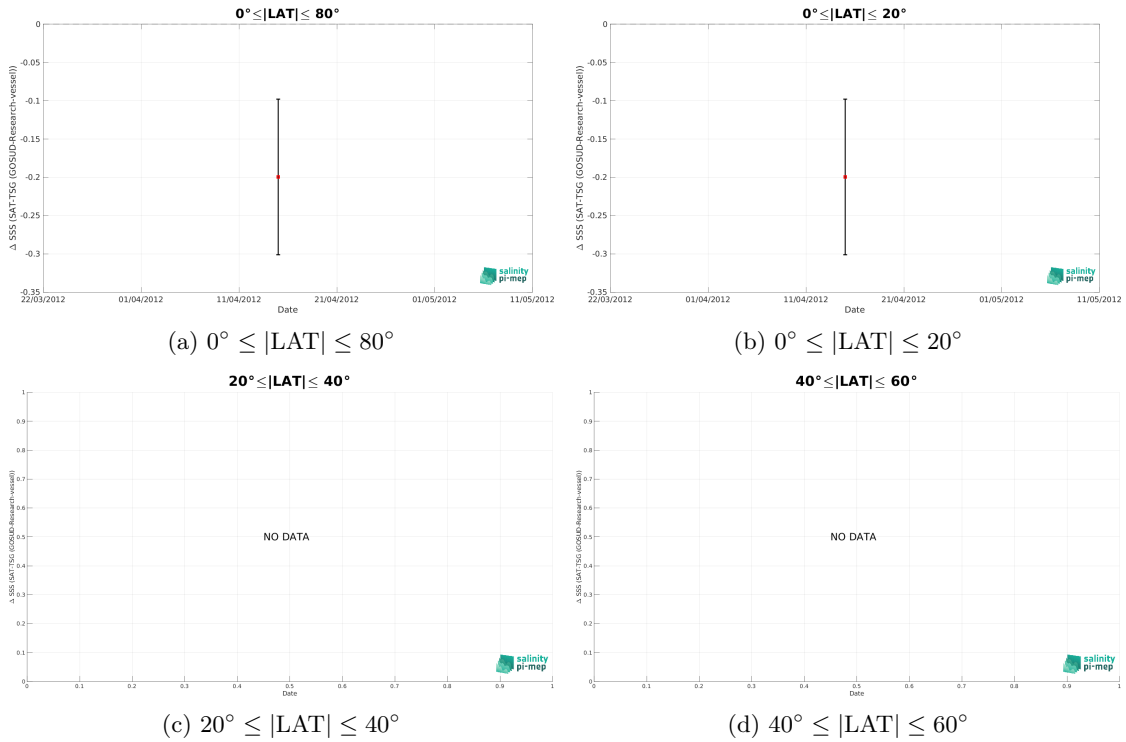 0°≤|LAT|≤ 80°
0
-0.05
-0.1
-0.15
-0.2
-0.25
-0.3
-0.35
Δ SSS (SAT-TSG (GOSUD-Research-vessel))
22/03/2012 01/04/2012 11/04/2012 21/04/2012 01/05/2012 11/05/2012
Date
salinity
pi-mep
(a) 0° ≤ |LAT| ≤ 80°
0°≤|LAT|≤ 20°
0
-0.05
-0.1
-0.15
-0.2
-0.25
-0.3
-0.35
Δ SSS (SAT-TSG (GOSUD-Research-vessel))
22/03/2012 01/04/2012 11/04/2012 21/04/2012 01/05/2012 11/05/2012
Date
salinity
pi-mep
(b) 0° ≤ |LAT| ≤ 20°
20°≤|LAT|≤ 40°
1
0.9
0.8
0.7
0.6
0.5
0.4
0.3
0.2
0.1
0
Δ SSS (SAT-TSG (GOSUD-Research-vessel))
NO DATA
0 0.1 0.2 0.3 0.4 0.5 0.6 0.7 0.8 0.9 1
Date
salinity
pi-mep
(c) 20° ≤ |LAT| ≤ 40°
40°≤|LAT|≤ 60°
1
0.9
0.8
0.7
0.6
0.5
0.4
0.3
0.2
0.1
0
Δ SSS (SAT-TSG (GOSUD-Research-vessel))
NO DATA
0 0.1 0.2 0.3 0.4 0.5 0.6 0.7 0.8 0.9 1
Date
salinity
pi-mep
(d) 40° ≤ |LAT| ≤ 60°